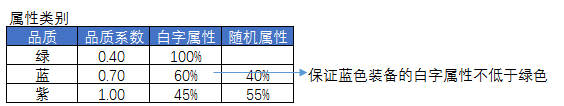 属性类别
品质 品质系数 白字属性 随机属性
绿 0.40 100%
蓝 0.70 60% 40% 保证蓝色装备的白字属性不低于绿色
紫 1.00 45% 55%